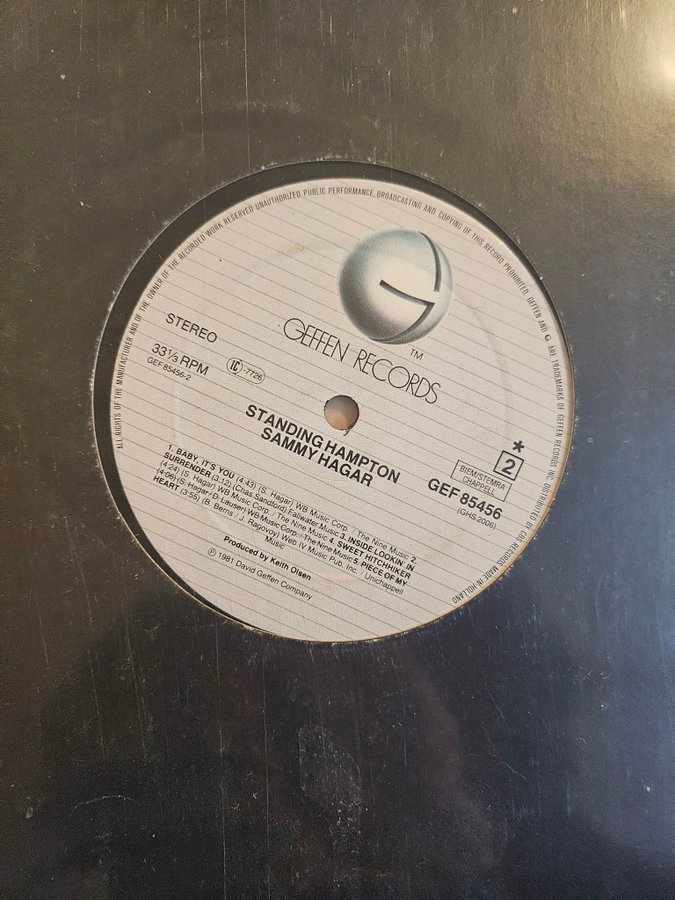 ALL RIGHTS OF THE MANUFACTURER AND OF THE OWNER OF THE RECORDED WORK RESERVED UNAUTHORIZED PUBLIC PERFORMANCE, BROADCASTING AND COPYING OF THIS RECORD PROHIBITED. GEFFEN AND G ARE TRADEMARKS OF GEFFEN RECORDS INC. DISTRIBUTED BY CBS RECORDS, MADE IN HOLLAND
GEFFEN RECORDS
TM
STEREO
33 1/3 RPM
GEF 85456-2
LC 7726
STANDING HAMPTON
SAMMY HAGAR
*
2
BIEM/STEMRA
CHAPPELL
GEF 85456
(GHS-2006)
1. BABY, IT'S YOU (4:43) (S. Hagar) WB Music Corp. / The Nine Music 2.
SURRENDER (3:12) (Chas. Sandford) Fallwater Music 3. INSIDE LOOKIN' IN
(4:24) (S. Hagar) WB Music Corp. / The Nine Music 4. SWEET HITCHHIKER
(4:06) (S. Hagar / D. Lauser) WB Music Corp. / The Nine Music 5. PIECE OF MY
HEART (3:55) (B. Berns / J. Ragovoy) Web IV Music Pub. Inc. / Unichappell
Music
Produced by Keith Olsen
℗ 1981 David Geffen Company